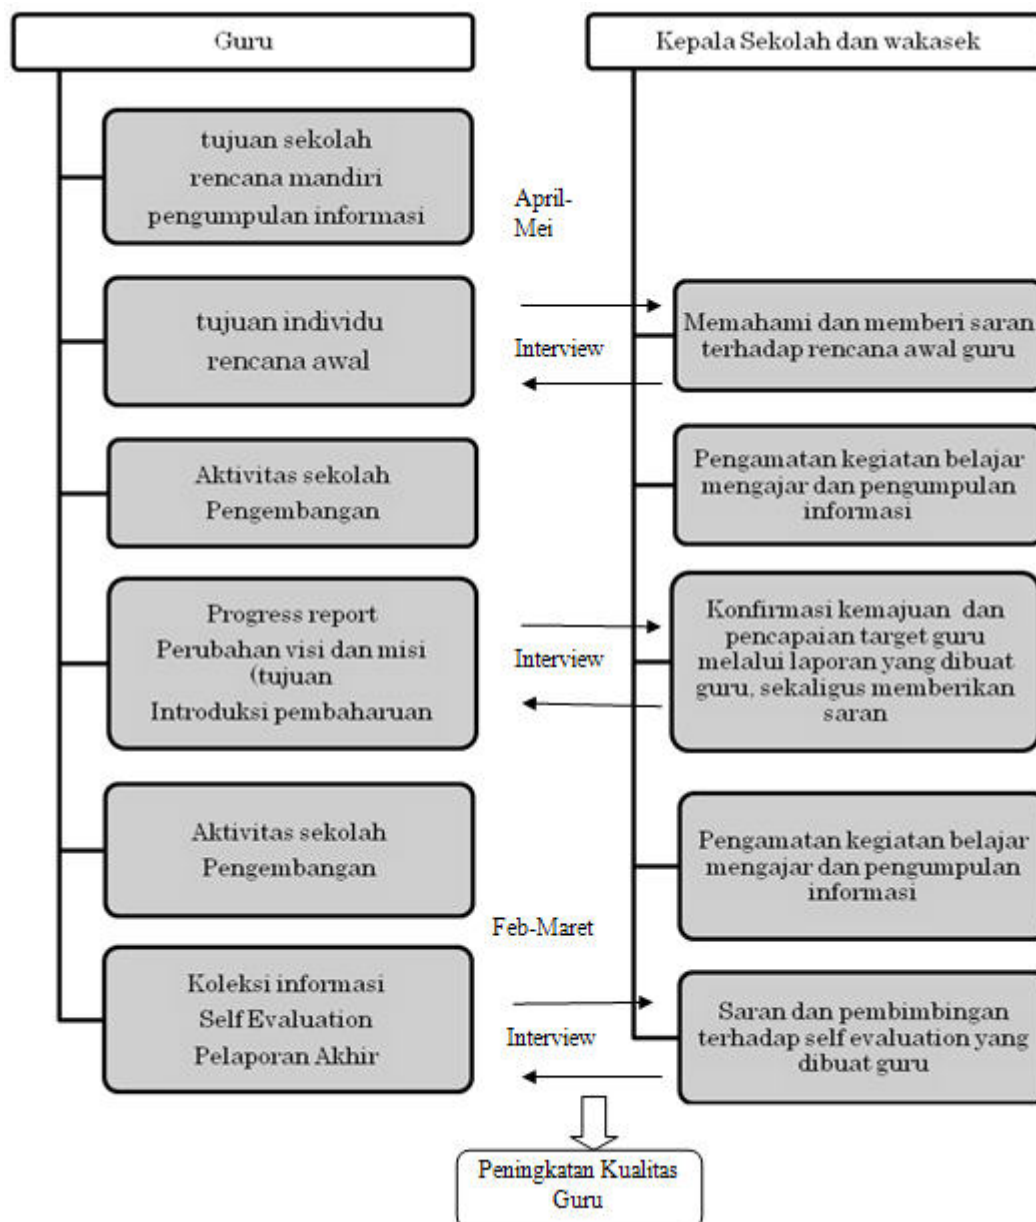 Guru
tujuan sekolah
rencana mandiri
pengumpulan informasi
tujuan individu
rencana awal
Aktivitas sekolah
Pengembangan
Progress report
Perubahan visi dan misi
(tujuan
Introduksi pembaharuan
Aktivitas sekolah
Pengembangan
Koleksi informasi
Self Evaluation
Pelaporan Akhir
April-
Mei
Interview
Interview
Feb-Maret
Interview
Kepala Sekolah dan wakasek
Memahami dan memberi saran
terhadap rencana awal guru
Pengamatan kegiatan belajar
mengajar dan pengumpulan
informasi
Konfirmasi kemajuan dan
pencapaian target guru
melalui laporan yang dibuat
guru, sekaligus memberikan
saran
Pengamatan kegiatan belajar
mengajar dan pengumpulan
informasi
Saran dan pembimbingan
terhadap self evaluation yang
dibuat guru
Peningkatan Kualitas
Guru